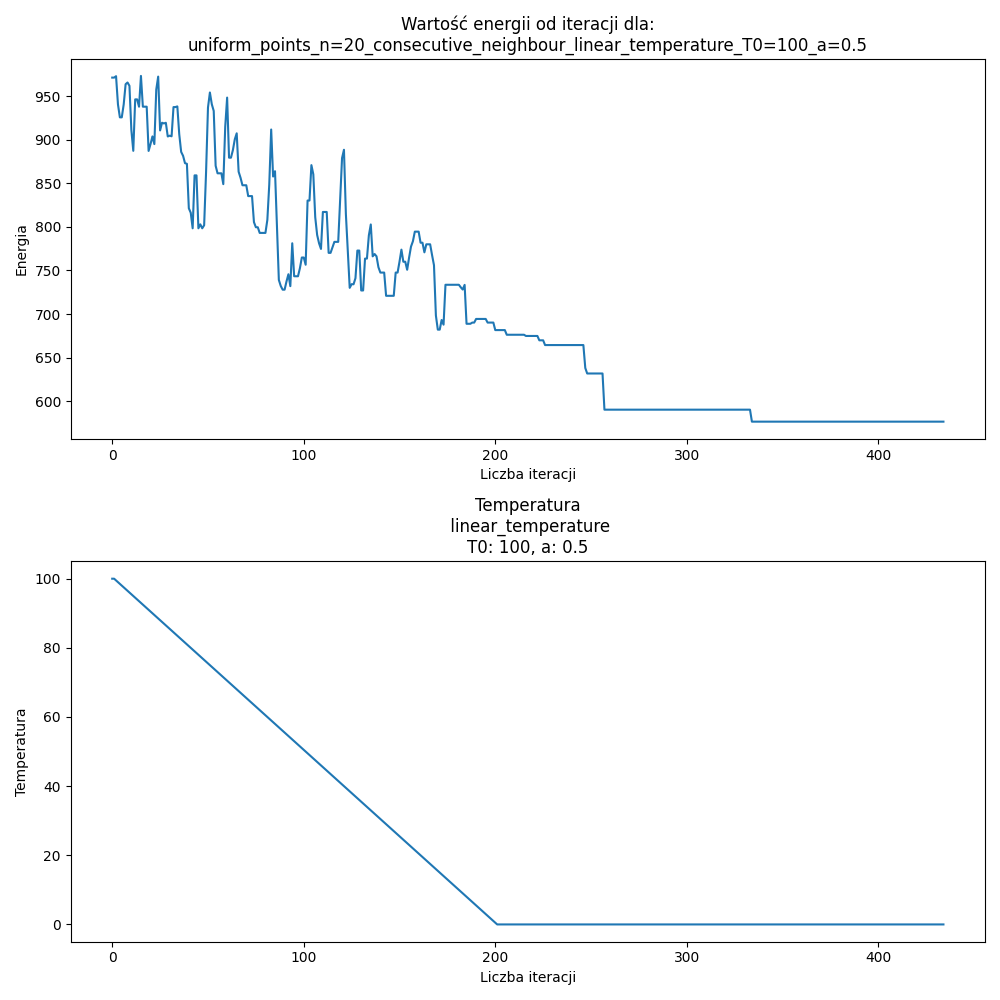 Wartość energii od iteracji dla:
uniform_points_n=20_consecutive_neighbour_linear_temperature_T0=100_a=0.5
Energia
950
900
850
800
750
700
650
600
0 100 200 300 400
Liczba iteracji
Temperatura
linear_temperature
T0: 100, a: 0.5
Temperatura
100
80
60
40
20
0
0 100 200 300 400
Liczba iteracji